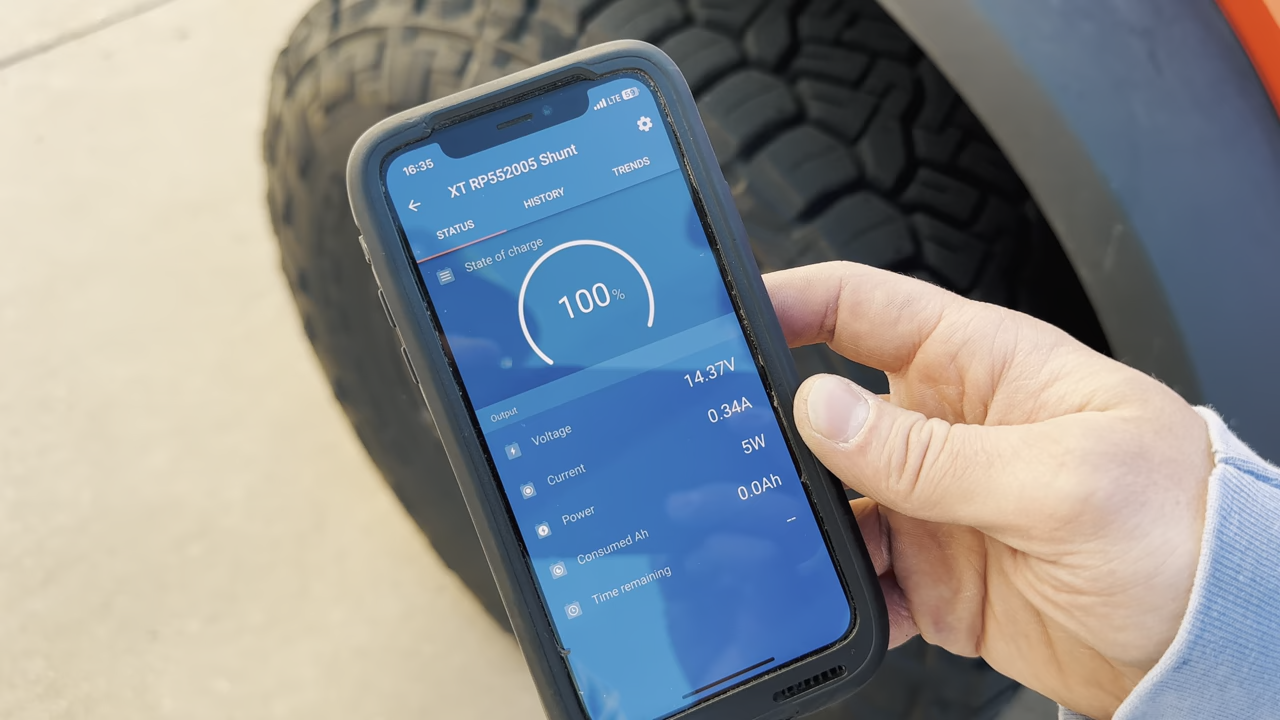 16:35
LTE 59
XT RP552005 Shunt
STATUS HISTORY TRENDS
State of charge
100%
Output
Voltage 14.37V
Current 0.34A
Power 5W
Consumed Ah 0.0Ah
Time remaining --